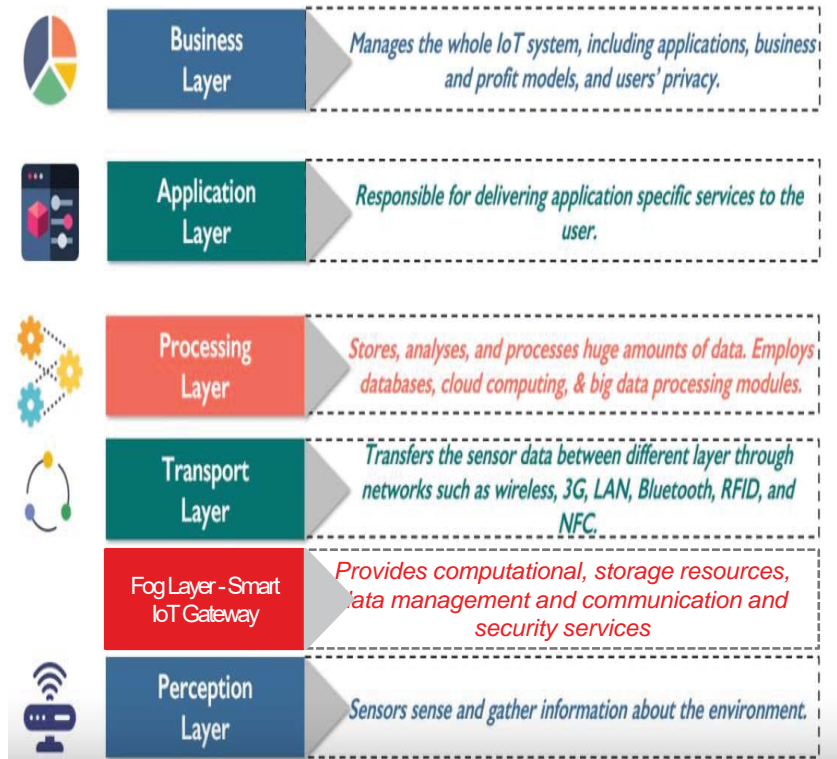 Business
Layer
Manages the whole IoT system, including applications, business
and profit models, and users' privacy.
Application
Layer
Responsible for delivering application specific services to the
user.
Processing
Layer
Stores, analyses, and processes huge amounts of data. Employs
databases, cloud computing, & big data processing modules.
Transport
Layer
Transfers the sensor data between different layer through
networks such as wireless, 3G, LAN, Bluetooth, RFID, and
NFC.
Fog Layer - Smart
IoT Gateway
Provides computational, storage resources,
data management and communication and
security services
Perception
Layer
Sensors sense and gather information about the environment.